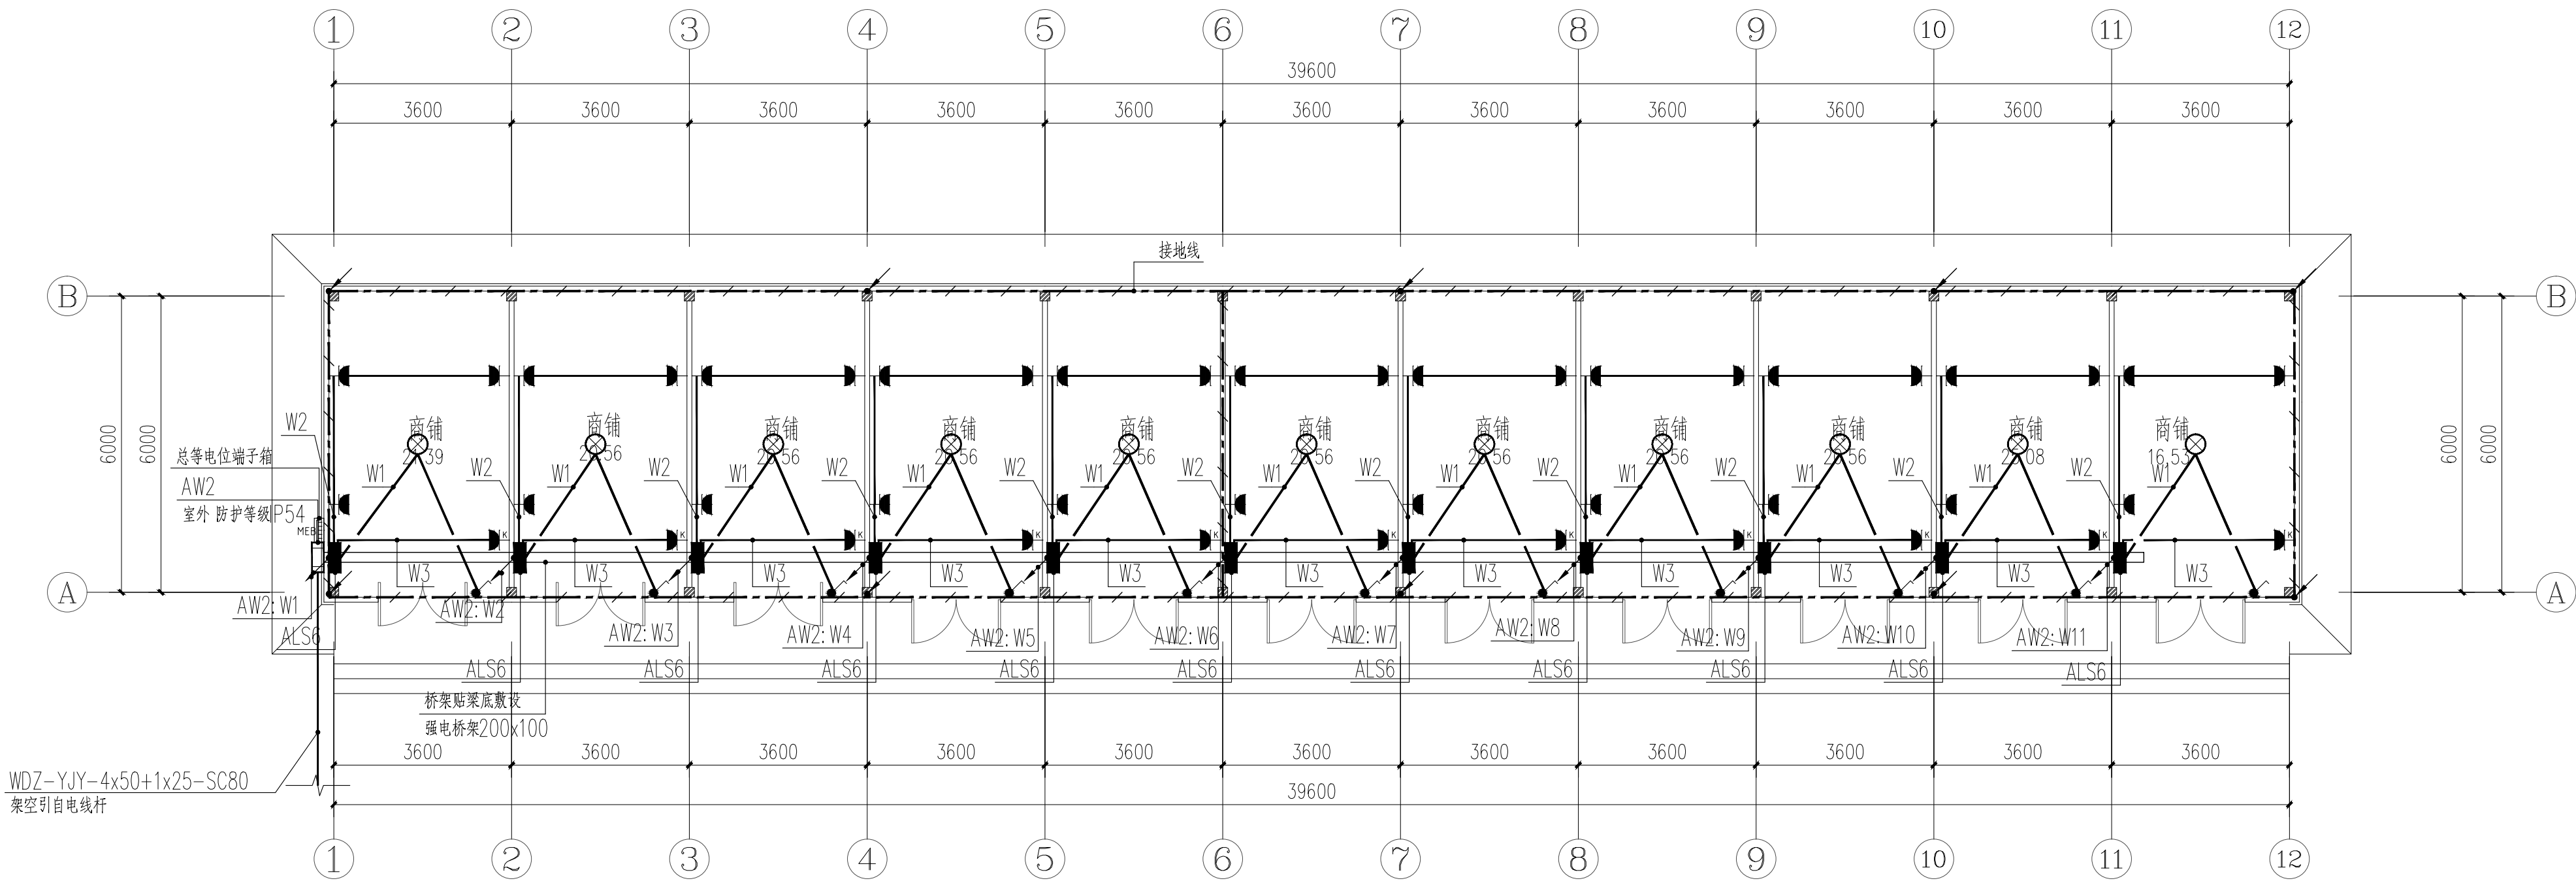 1 2 3 4 5 6 7 8 9 10 11 12
39600
3600 3600 3600 3600 3600 3600 3600 3600 3600 3600 3600
接地线
B B
6000 6000 6000 6000
商铺 商铺 商铺 商铺 商铺 商铺 商铺 商铺 商铺 商铺 商铺
16.53
W2
总等电位端子箱
AW2
室外 防护等级IP54
W1 W1 W1 W1 W1 W1 W1 W1 W1 W1 W1
W2 W2 W2 W2 W2 W2 W2 W2 W2 W2
K K K K K K K K K K K
W3 W3 W3 W3 W3 W3 W3 W3 W3 W3 W3
A A
AW2:W1 AW2:W2 AW2:W3 AW2:W4 AW2:W5 AW2:W6 AW2:W7 AW2:W8 AW2:W9 AW2:W10 AW2:W11
ALS6 ALS6 ALS6 ALS6 ALS6 ALS6 ALS6 ALS6 ALS6 ALS6 ALS6
桥架贴梁底敷设
强电桥架200x100
WDZ-YJY-4x50+1x25-SC80
架空引自电线杆
3600 3600 3600 3600 3600 3600 3600 3600 3600 3600 3600
39600
1 2 3 4 5 6 7 8 9 10 11 12